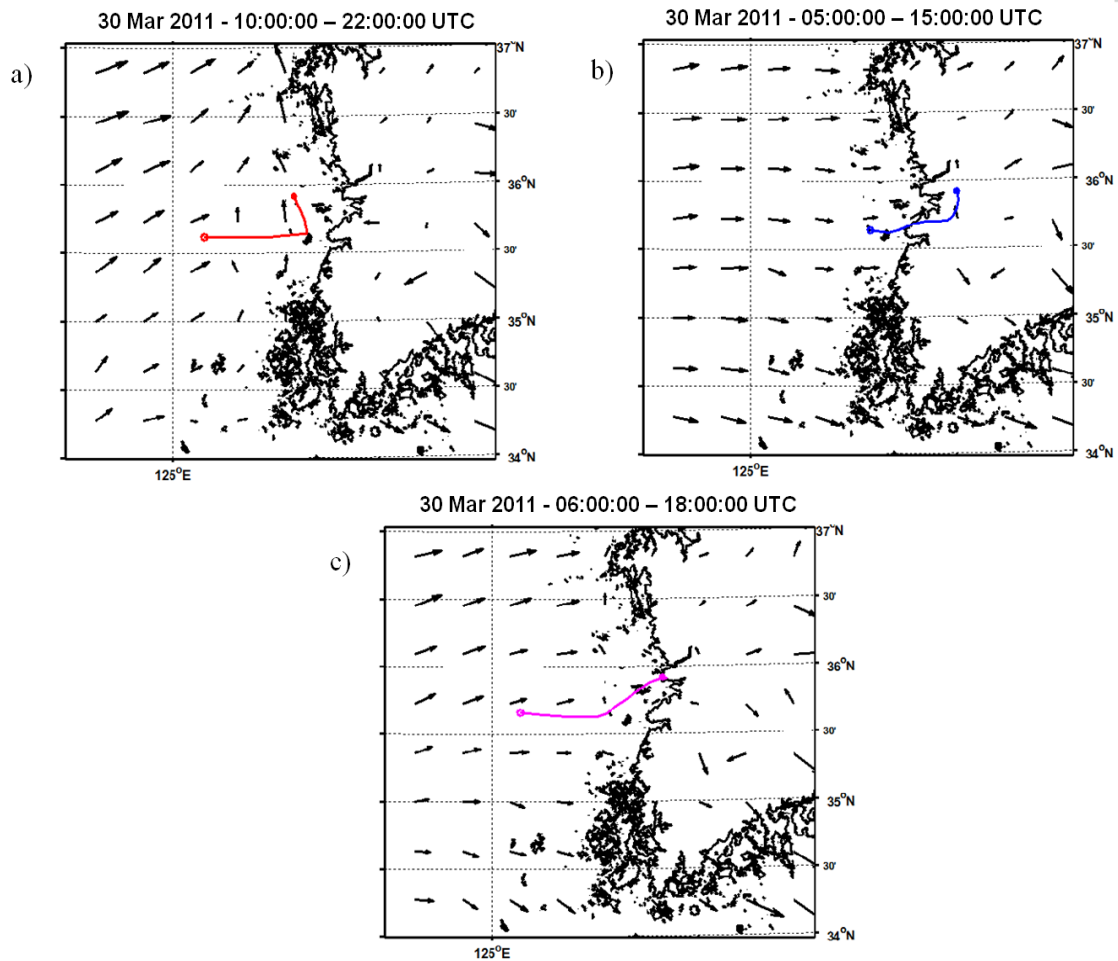 30 Mar 2011 - 10:00:00 – 22:00:00 UTC
a)
37°N
30'
36°N
30'
35°N
30'
34°N
125°E
30 Mar 2011 - 05:00:00 – 15:00:00 UTC
b)
37°N
30'
36°N
30'
35°N
30'
34°N
125°E
30 Mar 2011 - 06:00:00 – 18:00:00 UTC
c)
37°N
30'
36°N
30'
35°N
30'
34°N
125°E